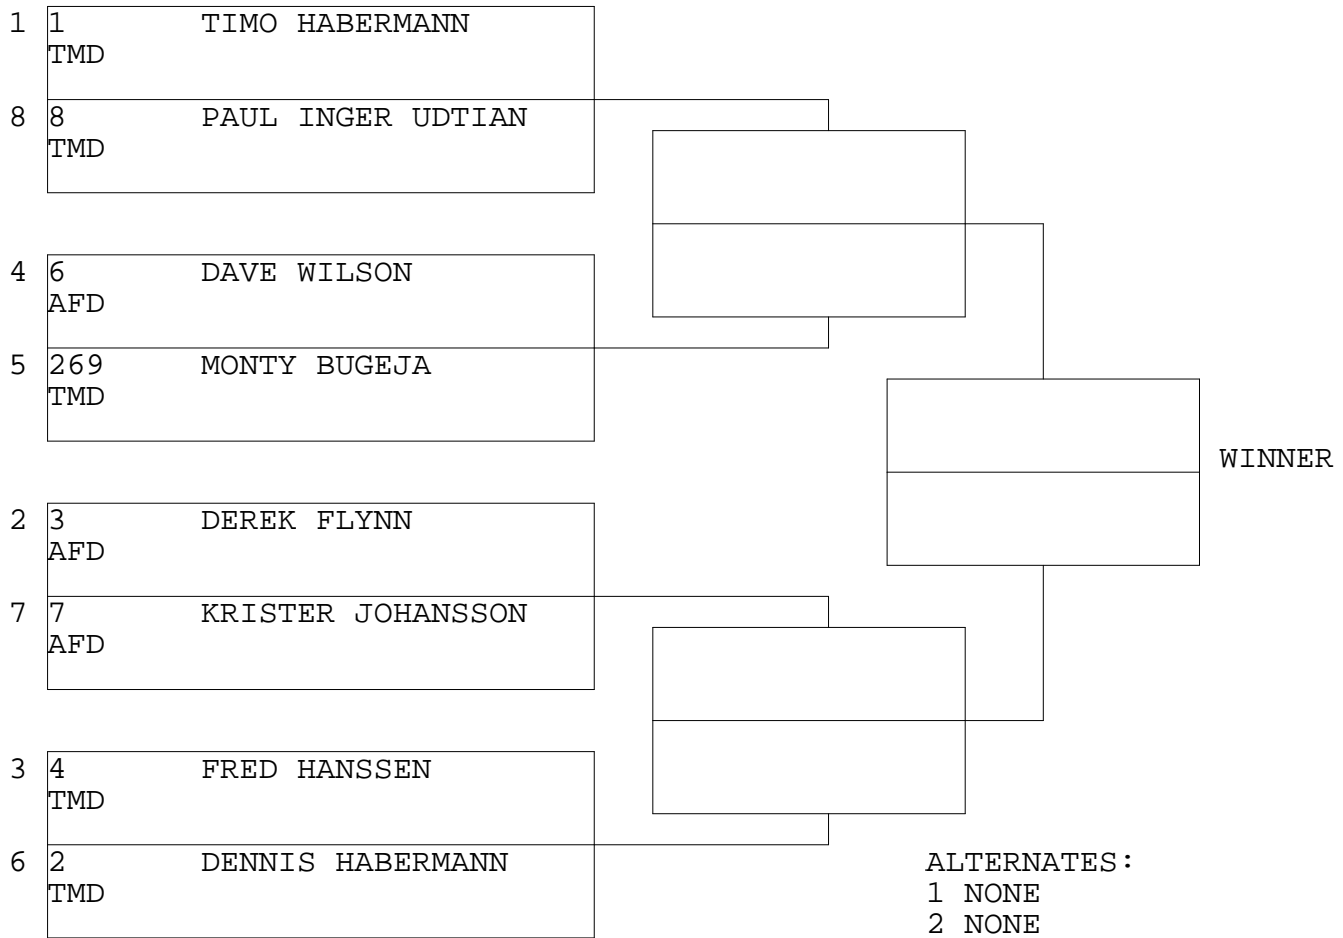 1 1 TIMO HABERMANN
TMD
8 8 PAUL INGER UDTIAN
TMD
4 6 DAVE WILSON
AFD
5 269 MONTY BUGEJA
TMD
WINNER
2 3 DEREK FLYNN
AFD
7 7 KRISTER JOHANSSON
AFD
3 4 FRED HANSSEN
TMD
6 2 DENNIS HABERMANN
TMD
ALTERNATES:
1 NONE
2 NONE